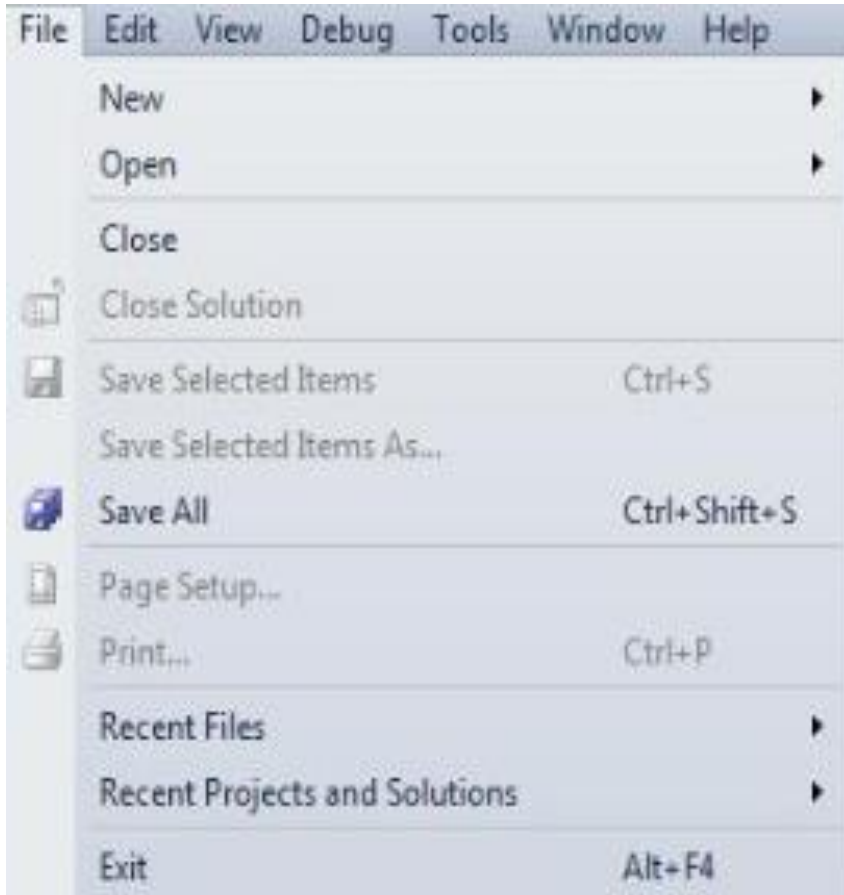 File Edit View Debug Tools Window Help
New
Open
Close
Close Solution
Save Selected Items Ctrl+S
Save Selected Items As...
Save All Ctrl+Shift+S
Page Setup...
Print... Ctrl+P
Recent Files
Recent Projects and Solutions
Exit Alt+F4